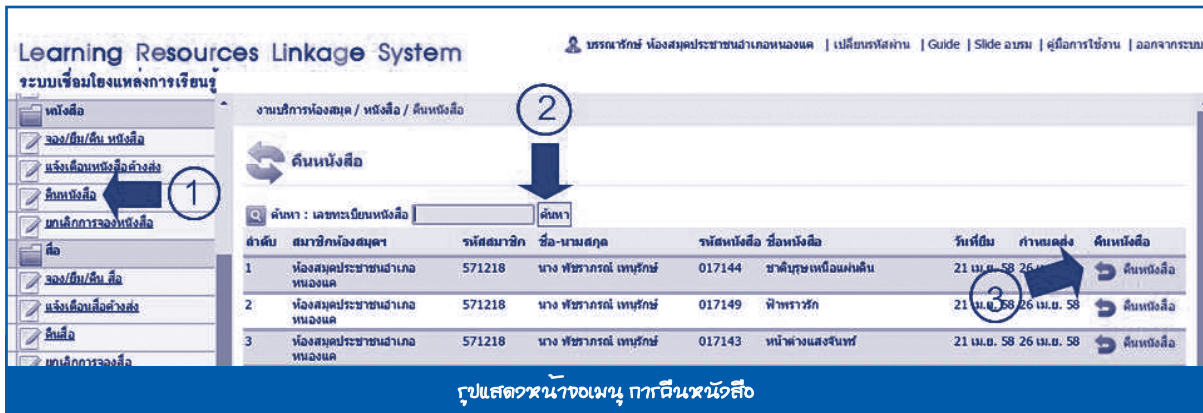 Learning Resources Linkage System
ระบบเชื่อมโยงแหล่งการเรียนรู้
บรรณารักษ์ ห้องสมุดประชาชนอำเภอหนองแค | เปลี่ยนรหัสผ่าน | Guide | Slide อบรม | คู่มือการใช้งาน | ออกจากระบบ
หนังสือ
จอง/ยืม/คืน หนังสือ
แจ้งเตือนหนังสือค้างส่ง
คืนหนังสือ
ยกเลิกการจองหนังสือ
สื่อ
จอง/ยืม/คืน สื่อ
แจ้งเตือนสื่อค้างส่ง
คืนสื่อ
ยกเลิกการจองสื่อ
1
งานบริการห้องสมุด / หนังสือ / คืนหนังสือ
2
คืนหนังสือ
ค้นหา : เลขทะเบียนหนังสือ ค้นหา
ลำดับ สมาชิกห้องสมุดฯ รหัสสมาชิก ชื่อ-นามสกุล รหัสหนังสือ ชื่อหนังสือ วันที่ยืม กำหนดส่ง คืนหนังสือ
1 ห้องสมุดประชาชนอำเภอ 571218 นาง พัชราภรณ์ เทนุรักษ์ 017144 ชาติบุรุษเหนือแผ่นดิน 21 เม.ย. 58 26 คืนหนังสือ
หนองแค
3
2 ห้องสมุดประชาชนอำเภอ 571218 นาง พัชราภรณ์ เทนุรักษ์ 017149 ฟ้าพราวรัก 21 เม.ย. 58 26 เม.ย. 58 คืนหนังสือ
หนองแค
3 ห้องสมุดประชาชนอำเภอ 571218 นาง พัชราภรณ์ เทนุรักษ์ 017143 หน้าต่างแสงจันทร์ 21 เม.ย. 58 26 เม.ย. 58 คืนหนังสือ
หนองแค
รูปแสดงหน้าจอเมนู การคืนหนังสือ